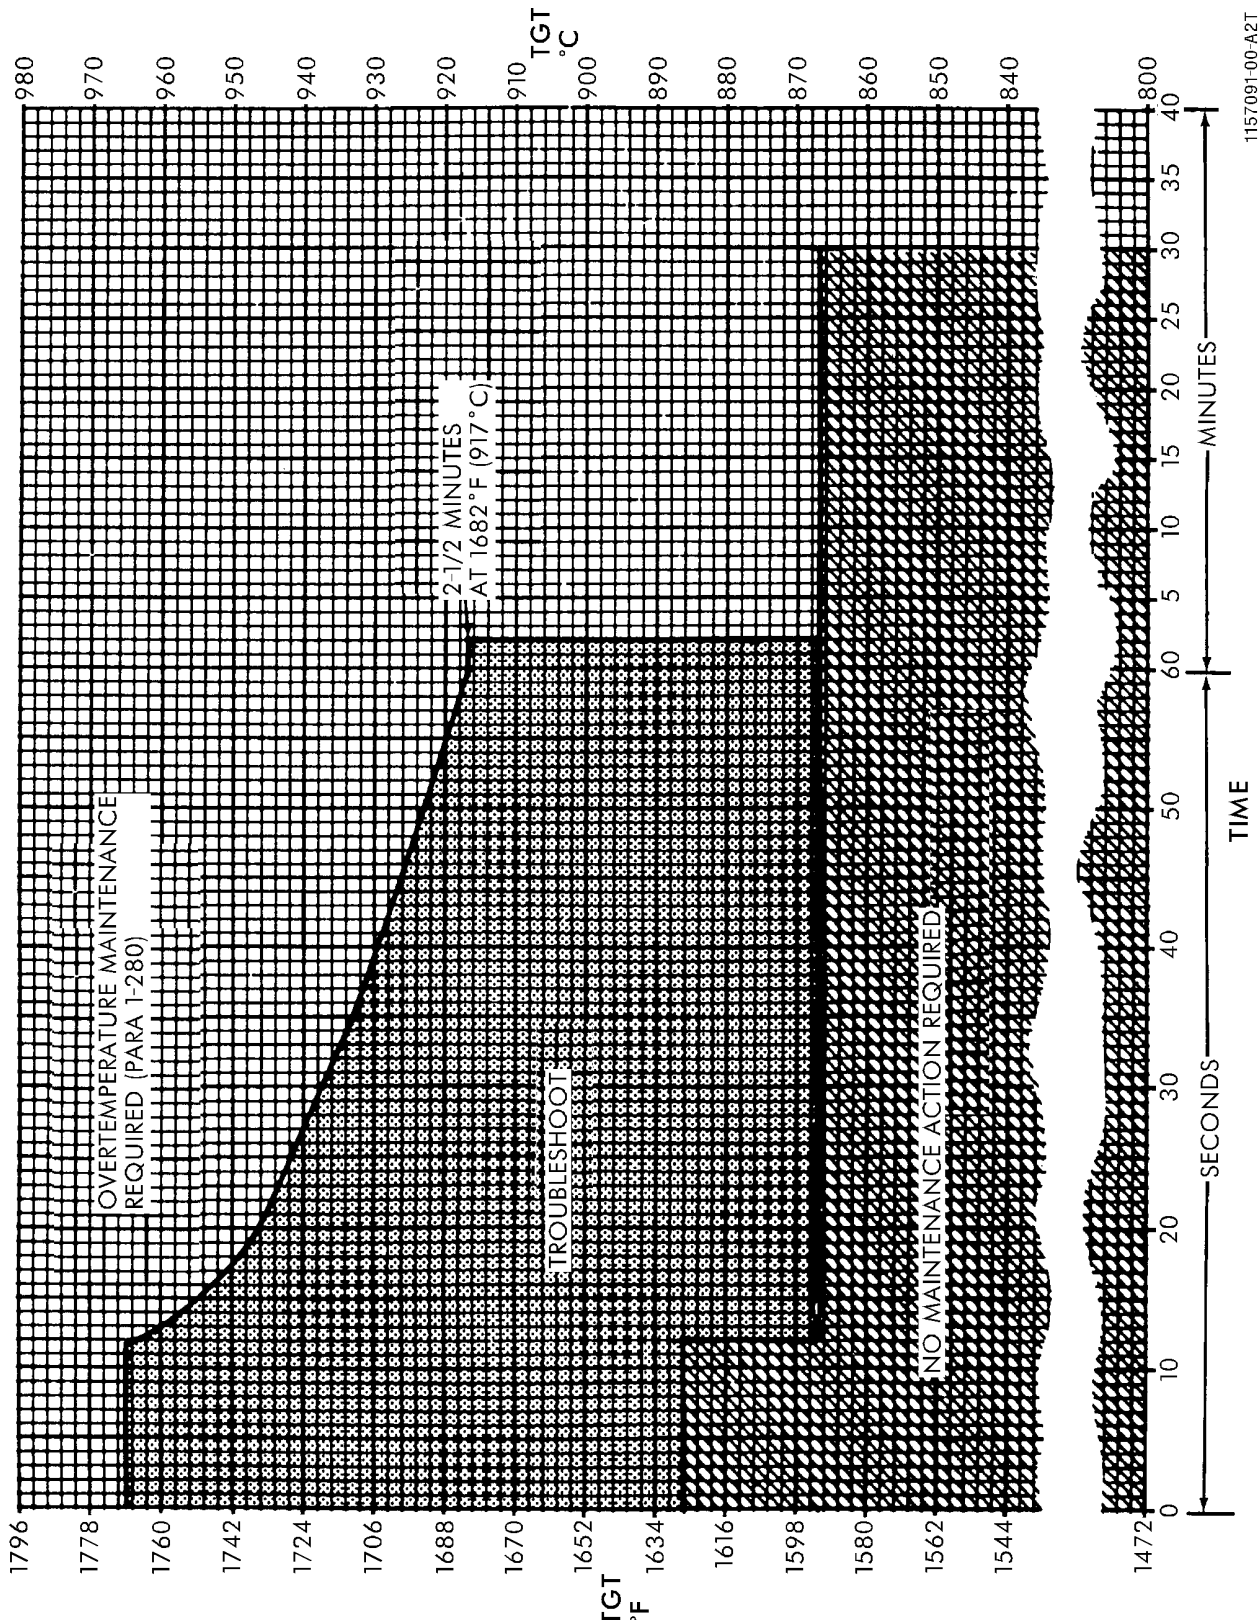 TGT
°F
1796
1778
1760
1742
1724
1706
1688
1670
1652
1634
1616
1598
1580
1562
1544
1472
OVERTEMPERATURE MAINTENANCE
REQUIRED (PARA 1-280)
2-1/2 MINUTES
AT 1682°F (917°C)
TROUBLESHOOT
NO MAINTENANCE ACTION REQUIRED
TGT
°C
980
970
960
950
940
930
920
910
900
890
880
870
860
850
840
800
0 10 20 30 40 50 60 5 10 15 20 25 30 35 40
SECONDS MINUTES
TIME
1157091-00-A2T